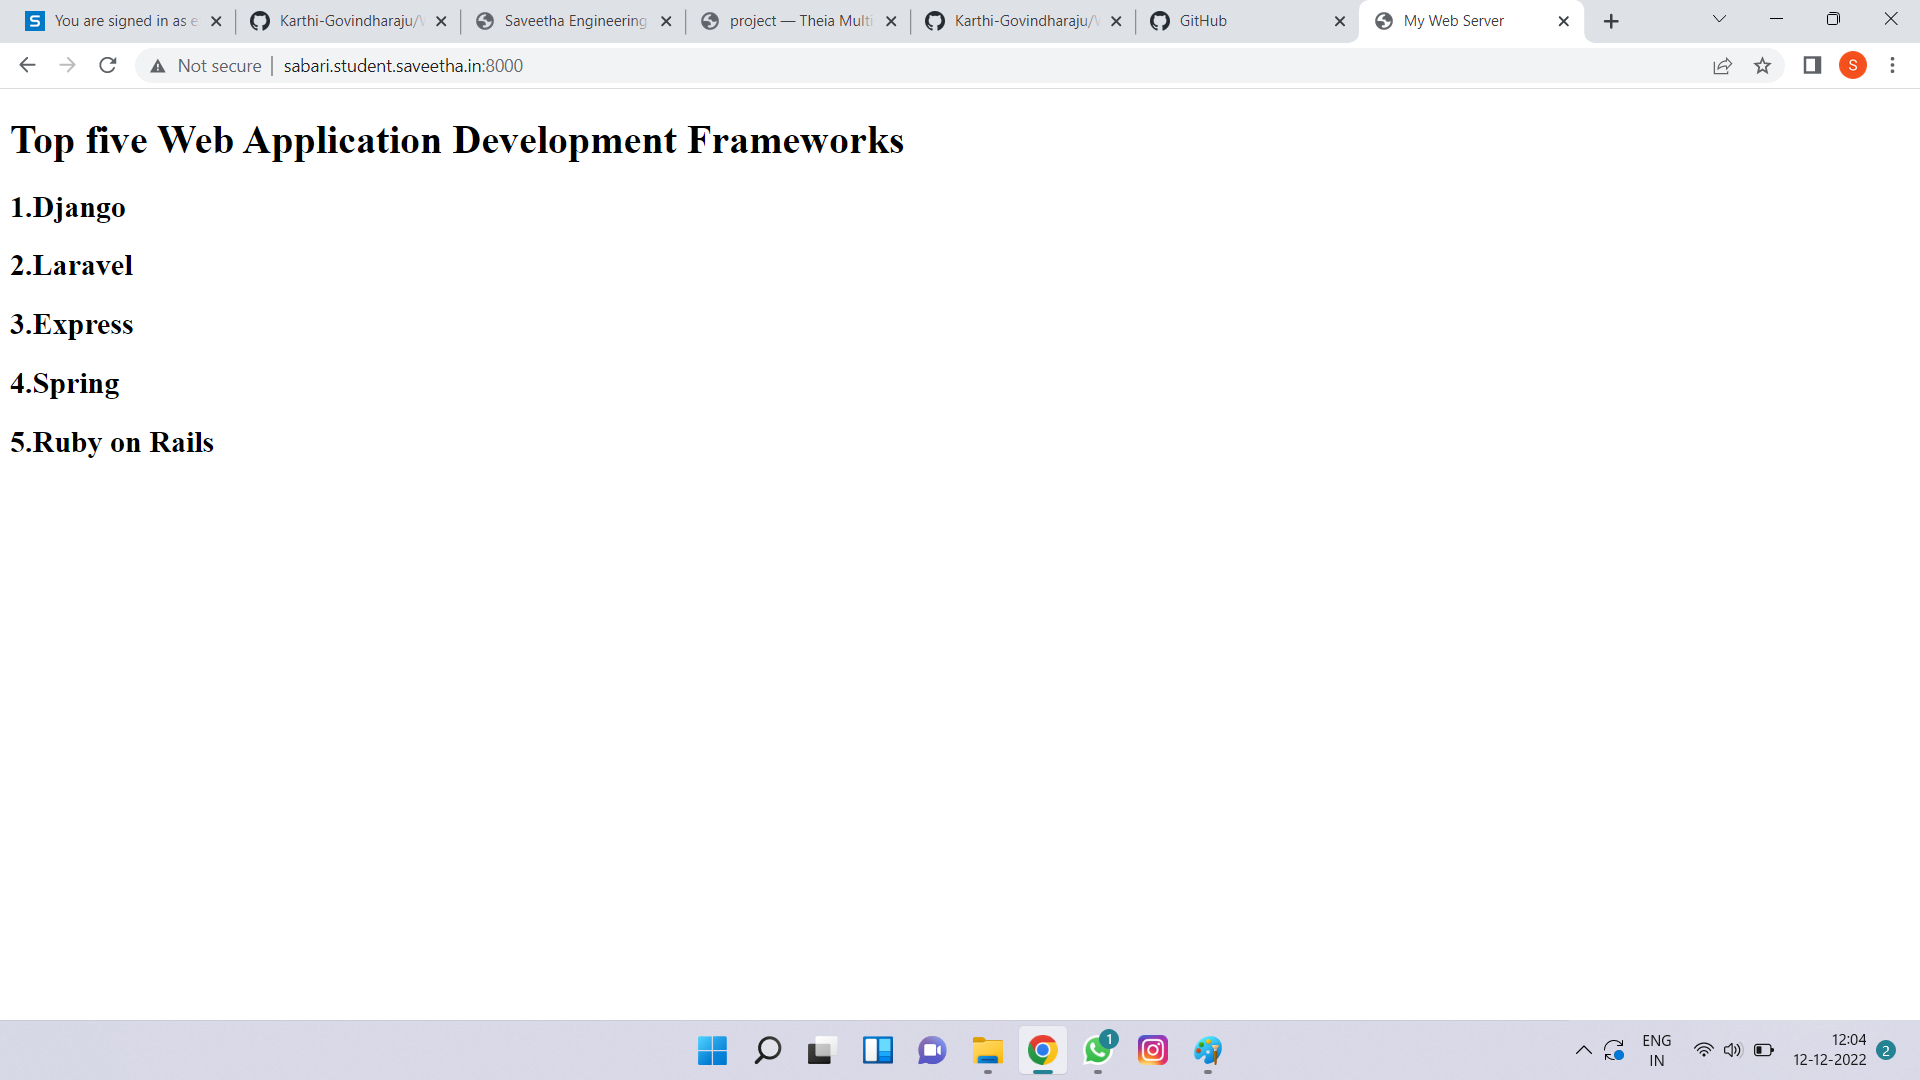 You are signed in as e
Karthi-Govindharaju/
Saveetha Engineering
project — Theia Multi
Karthi-Govindharaju/
GitHub
My Web Server
Not secure
sabari.student.saveetha.in:8000
S
Top five Web Application Development Frameworks
1.Django
2.Laravel
3.Express
4.Spring
5.Ruby on Rails
1
ENG
IN
12:04
12-12-2022
2